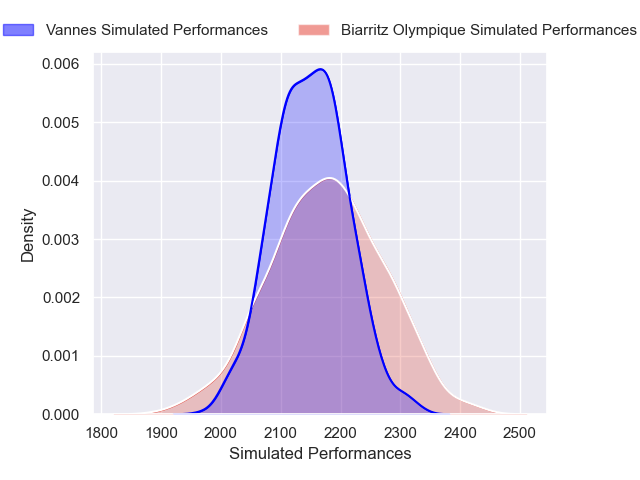 Vannes Simulated Performances
Biarritz Olympique Simulated Performances
0.006
0.005
0.004
0.003
0.002
0.001
0.000
Density
1800 1900 2000 2100 2200 2300 2400 2500
Simulated Performances